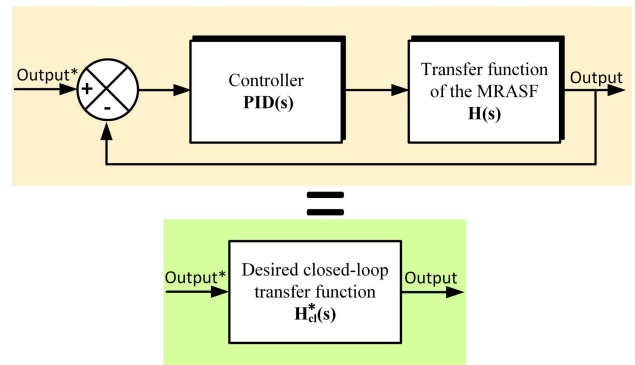 Output*
+
-
Controller
PID(s)
Transfer function
of the MRASF
H(s)
Output
=
Output*
Desired closed-loop
transfer function
H*cl(s)
Output